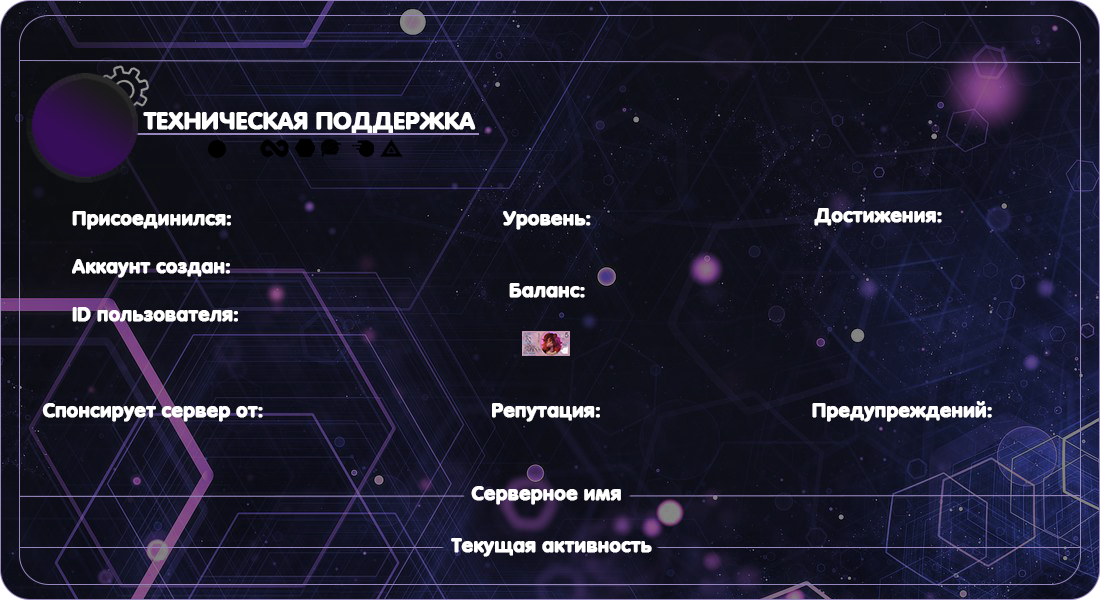 ТЕХНИЧЕСКАЯ ПОДДЕРЖКА
Присоединился:
Уровень:
Достижения:
Аккаунт создан:
Баланс:
ID пользователя:
Спонсирует сервер от:
Репутация:
Предупреждений:
Серверное имя
Текущая активность